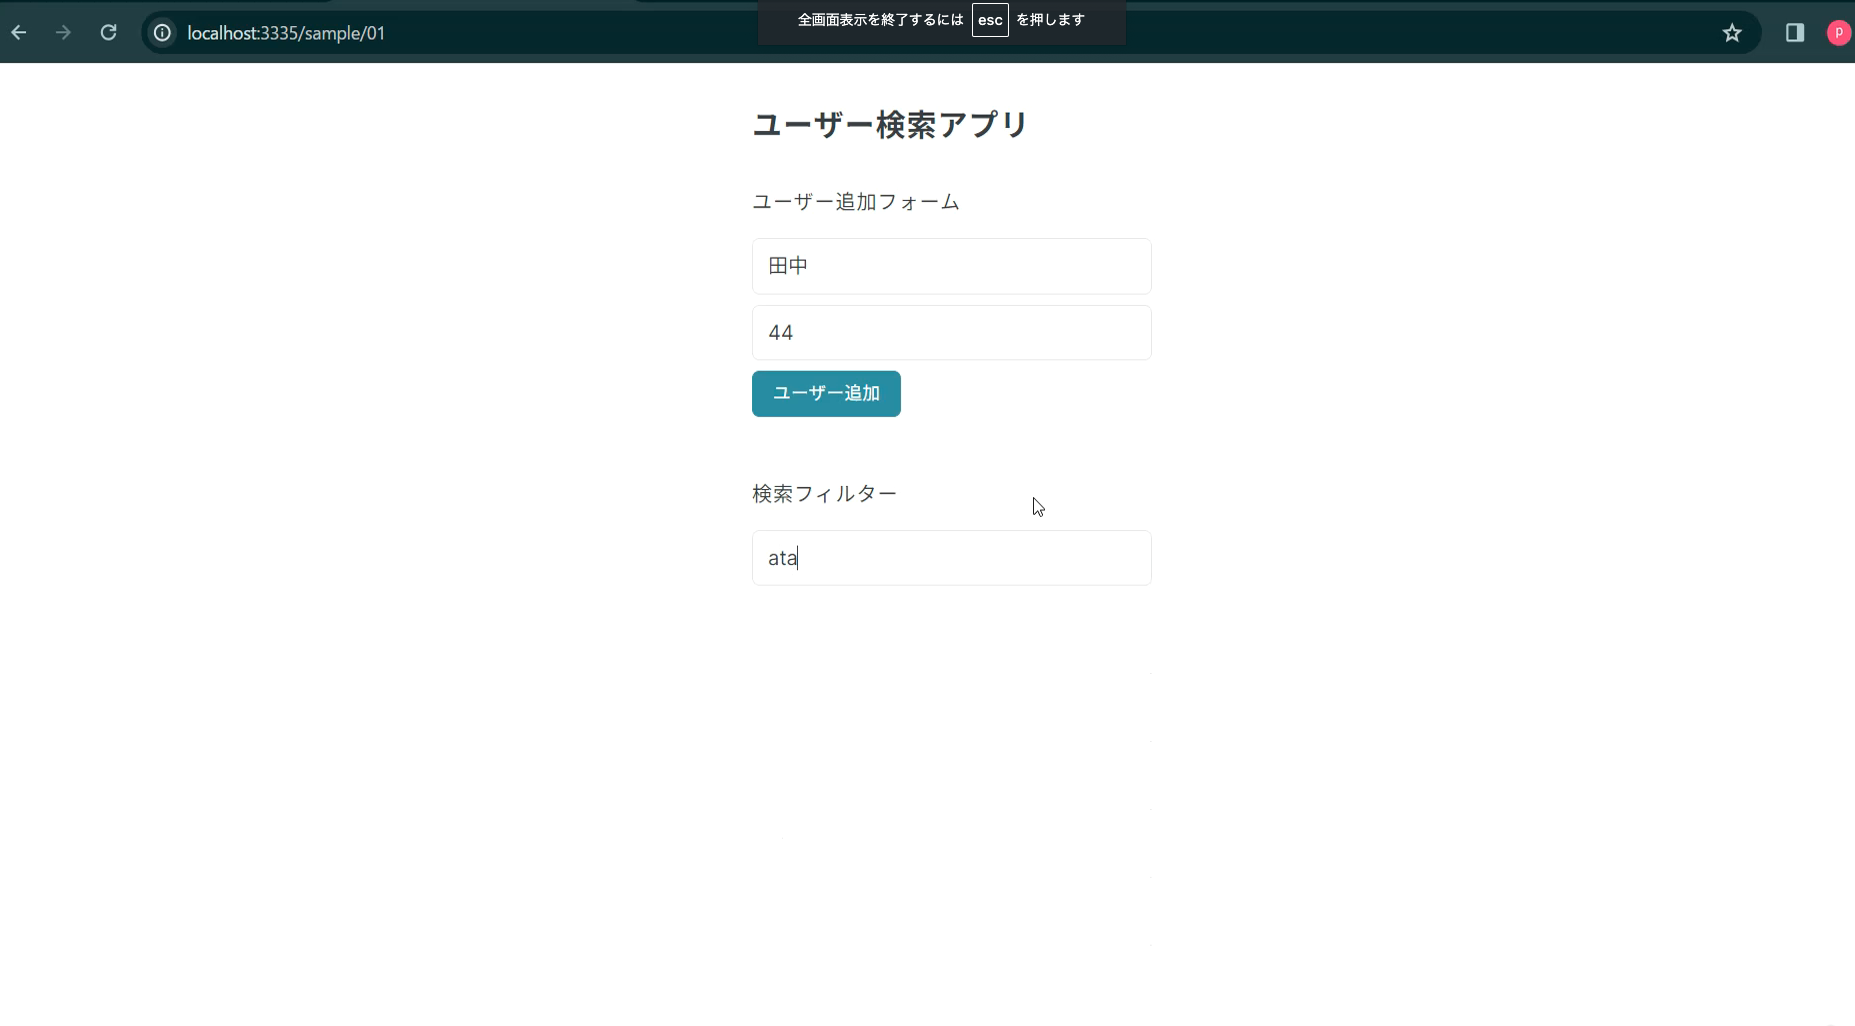 localhost:3335/sample/01
全画面表示を終了するには esc を押します
P
ユーザー検索アプリ
ユーザー追加フォーム
田中
44
ユーザー追加
検索フィルター
ata